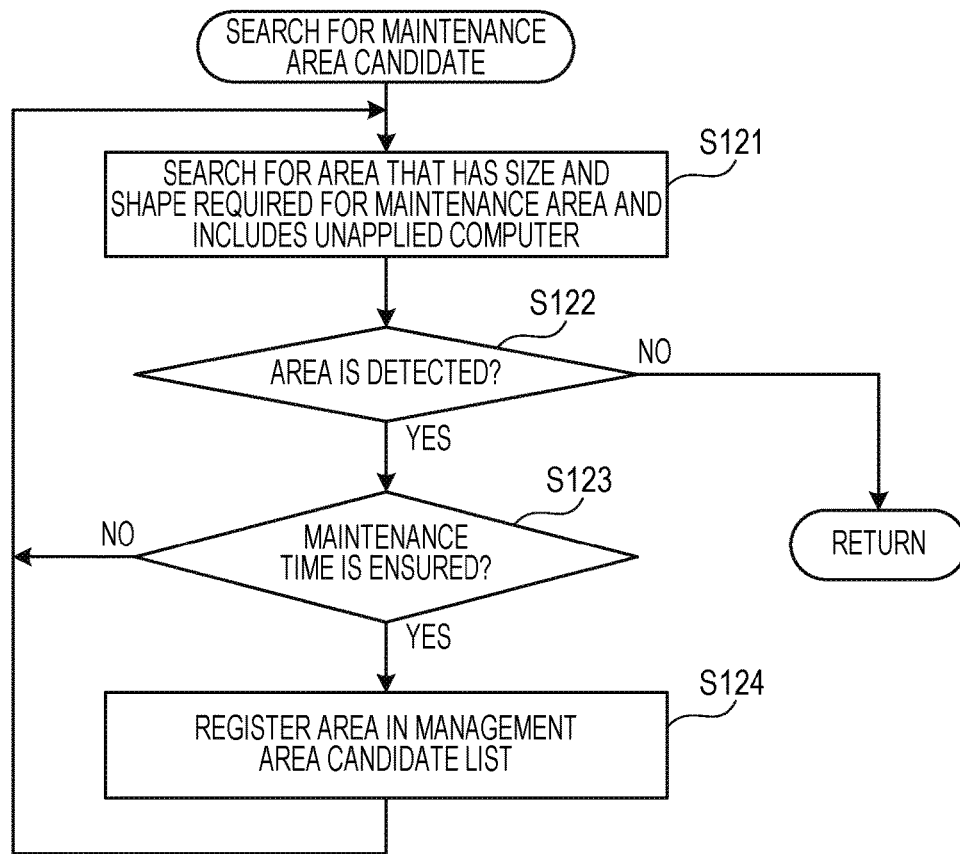 SEARCH FOR MAINTENANCE
AREA CANDIDATE
S121
SEARCH FOR AREA THAT HAS SIZE AND
SHAPE REQUIRED FOR MAINTENANCE AREA AND
INCLUDES UNAPPLIED COMPUTER
S122
AREA IS DETECTED?
NO
YES
S123
MAINTENANCE
TIME IS ENSURED?
NO
RETURN
YES
S124
REGISTER AREA IN MANAGEMENT
AREA CANDIDATE LIST